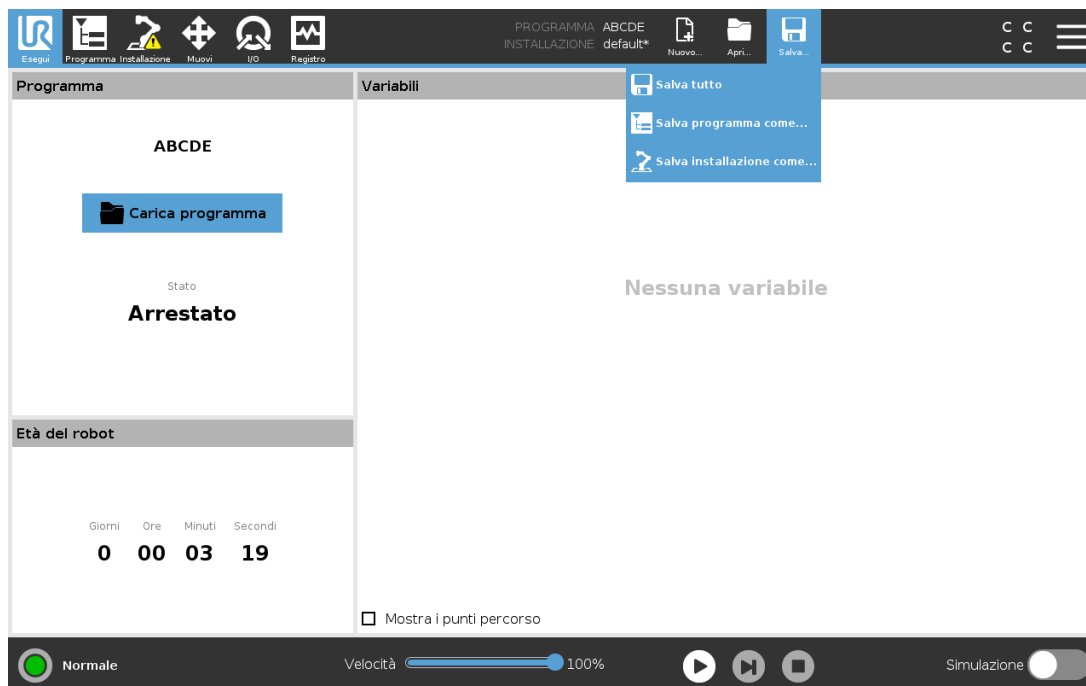 PROGRAMMA ABCDE
INSTALLAZIONE default*
C C
C C
Esegui Programma Installazione Muovi I/O Registro Nuovo... Apri... Salva...
Salva tutto
Salva programma come...
Salva installazione come...
Programma
Variabili
ABCDE
Carica programma
Stato
Arrestato
Nessuna variabile
Età del robot
Giorni Ore Minuti Secondi
0 00 03 19
Mostra i punti percorso
Normale Velocità 100% Simulazione